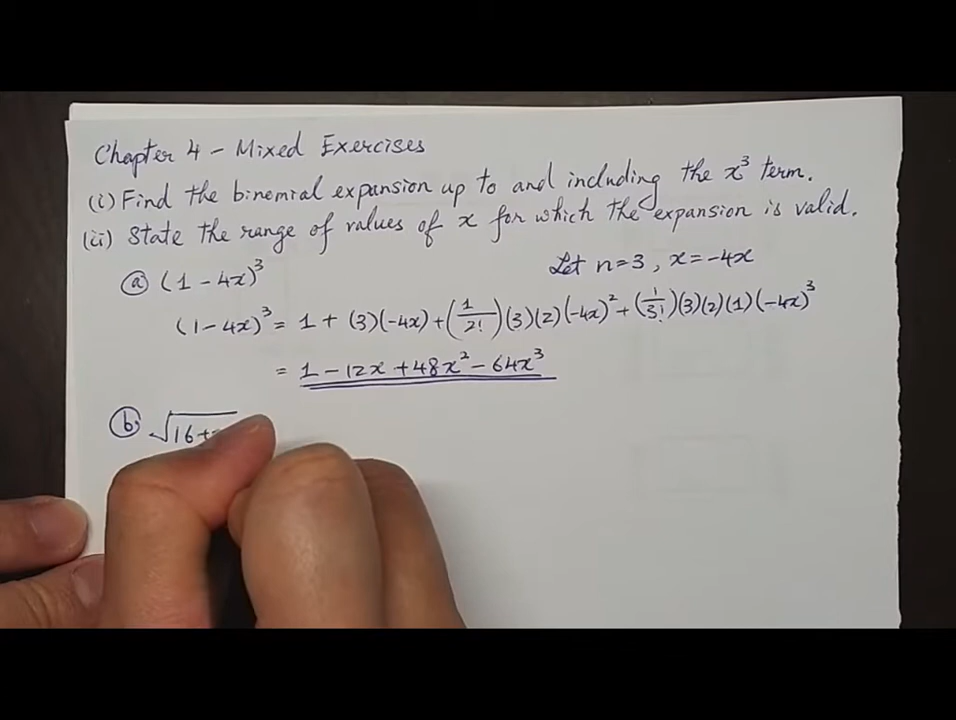 Chapter 4 - Mixed Exercises
(i) Find the binomial expansion up to and including the x³ term.
(ii) State the range of values of x for which the expansion is valid.
(a) (1 - 4x)³
Let n=3, x=-4x
(1-4x)³ = 1 + (3)(-4x) + (1/2!)(3)(2)(-4x)² + (1/3!)(3)(2)(1)(-4x)³
= 1 - 12x + 48x² - 64x³
(b) √16+